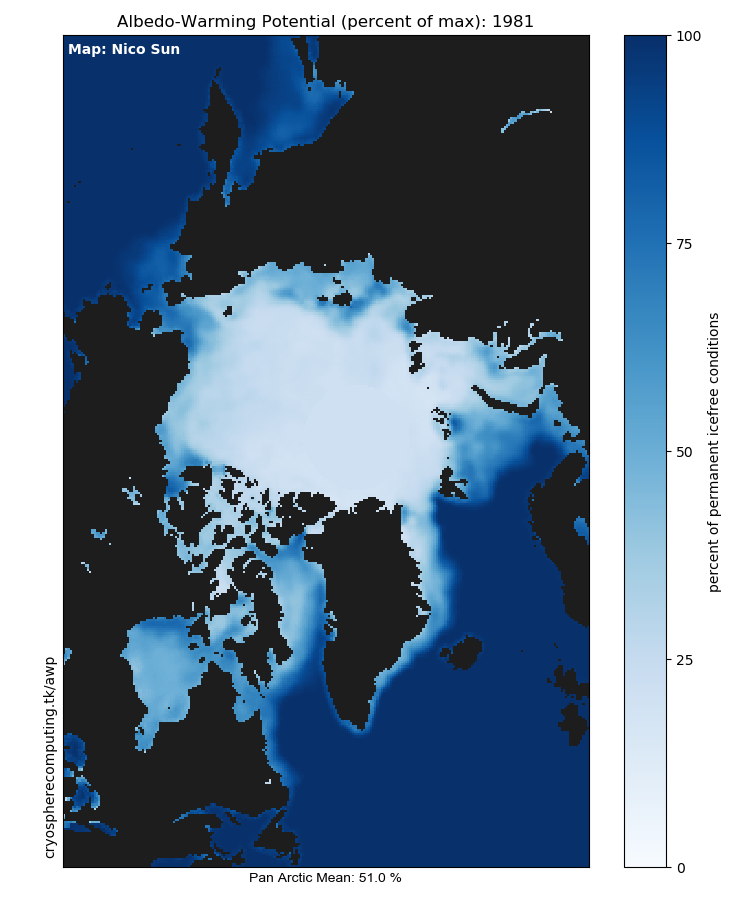 Albedo-Warming Potential (percent of max): 1981
Map: Nico Sun
100
75
50
25
0
percent of permanent icefree conditions
cryospherecomputing.tk/awp
Pan Arctic Mean: 51.0 %